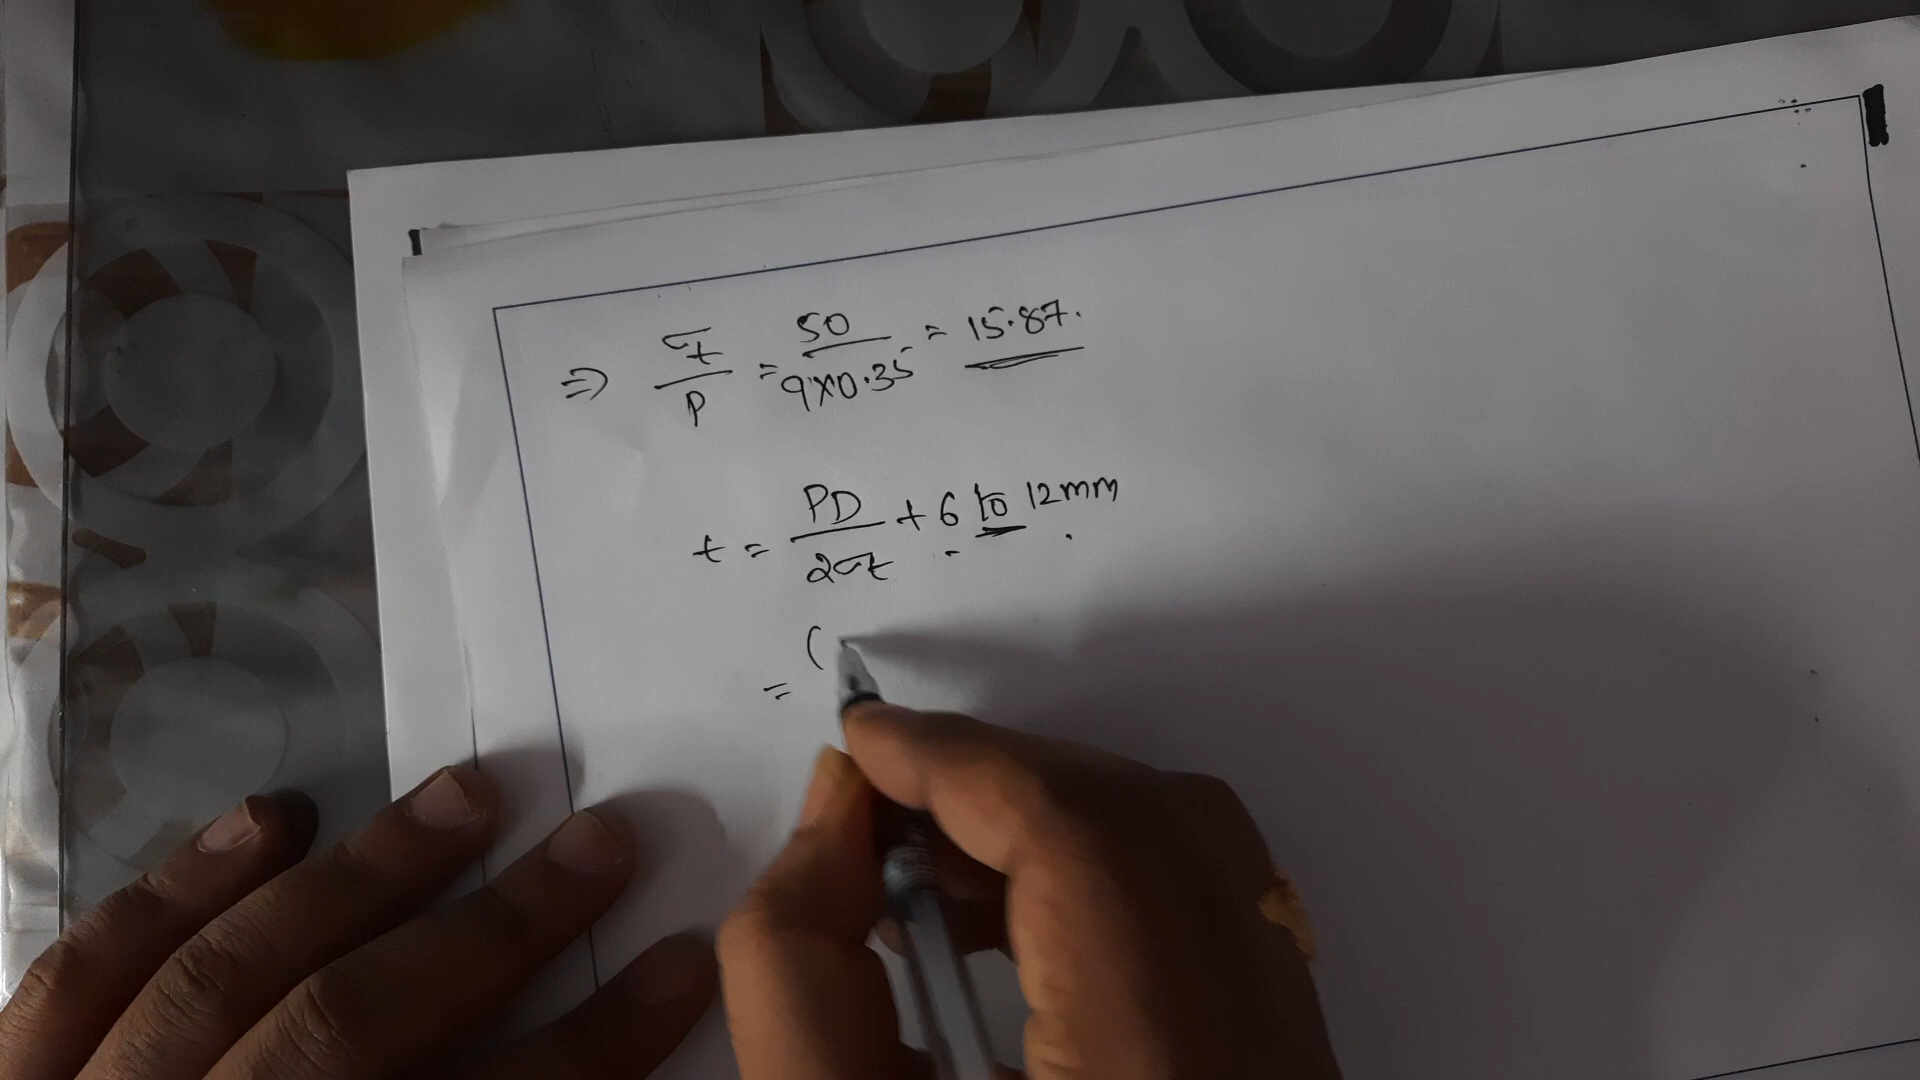 ⇒ σt/P = 50/9×0.35 = 15.87.
t = PD/2σt + 6 to 12mm
= (